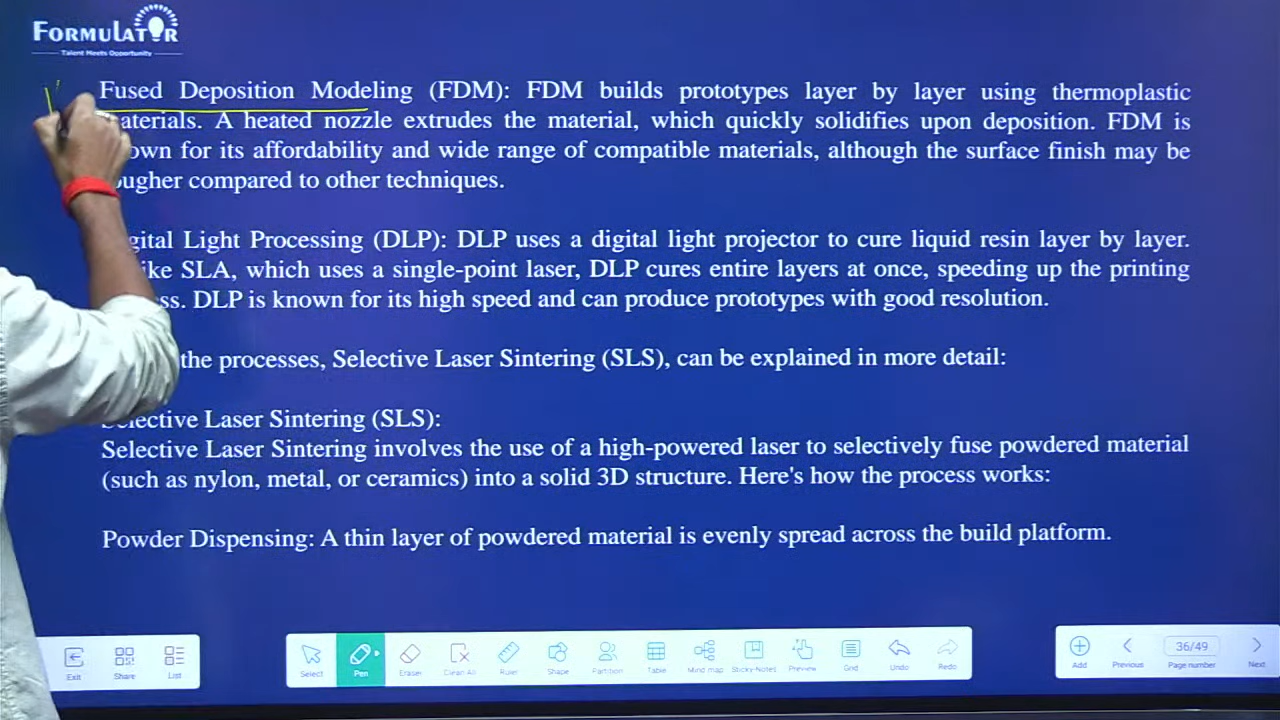 FORMULATOR
Talent Meets Opportunity
Fused Deposition Modeling (FDM): FDM builds prototypes layer by layer using thermoplastic
aterials. A heated nozzle extrudes the material, which quickly solidifies upon deposition. FDM is
own for its affordability and wide range of compatible materials, although the surface finish may be
ougher compared to other techniques.
gital Light Processing (DLP): DLP uses a digital light projector to cure liquid resin layer by layer.
ike SLA, which uses a single-point laser, DLP cures entire layers at once, speeding up the printing
ss. DLP is known for its high speed and can produce prototypes with good resolution.
the processes, Selective Laser Sintering (SLS), can be explained in more detail:
Selective Laser Sintering (SLS):
Selective Laser Sintering involves the use of a high-powered laser to selectively fuse powdered material
(such as nylon, metal, or ceramics) into a solid 3D structure. Here's how the process works:
Powder Dispensing: A thin layer of powdered material is evenly spread across the build platform.
Exit Share List Select Pen Eraser Clean All Ruler Shape Partition Table Mind map Sticky-Notes Preview Grid Undo Redo Add Previous 36/49 Page number Next